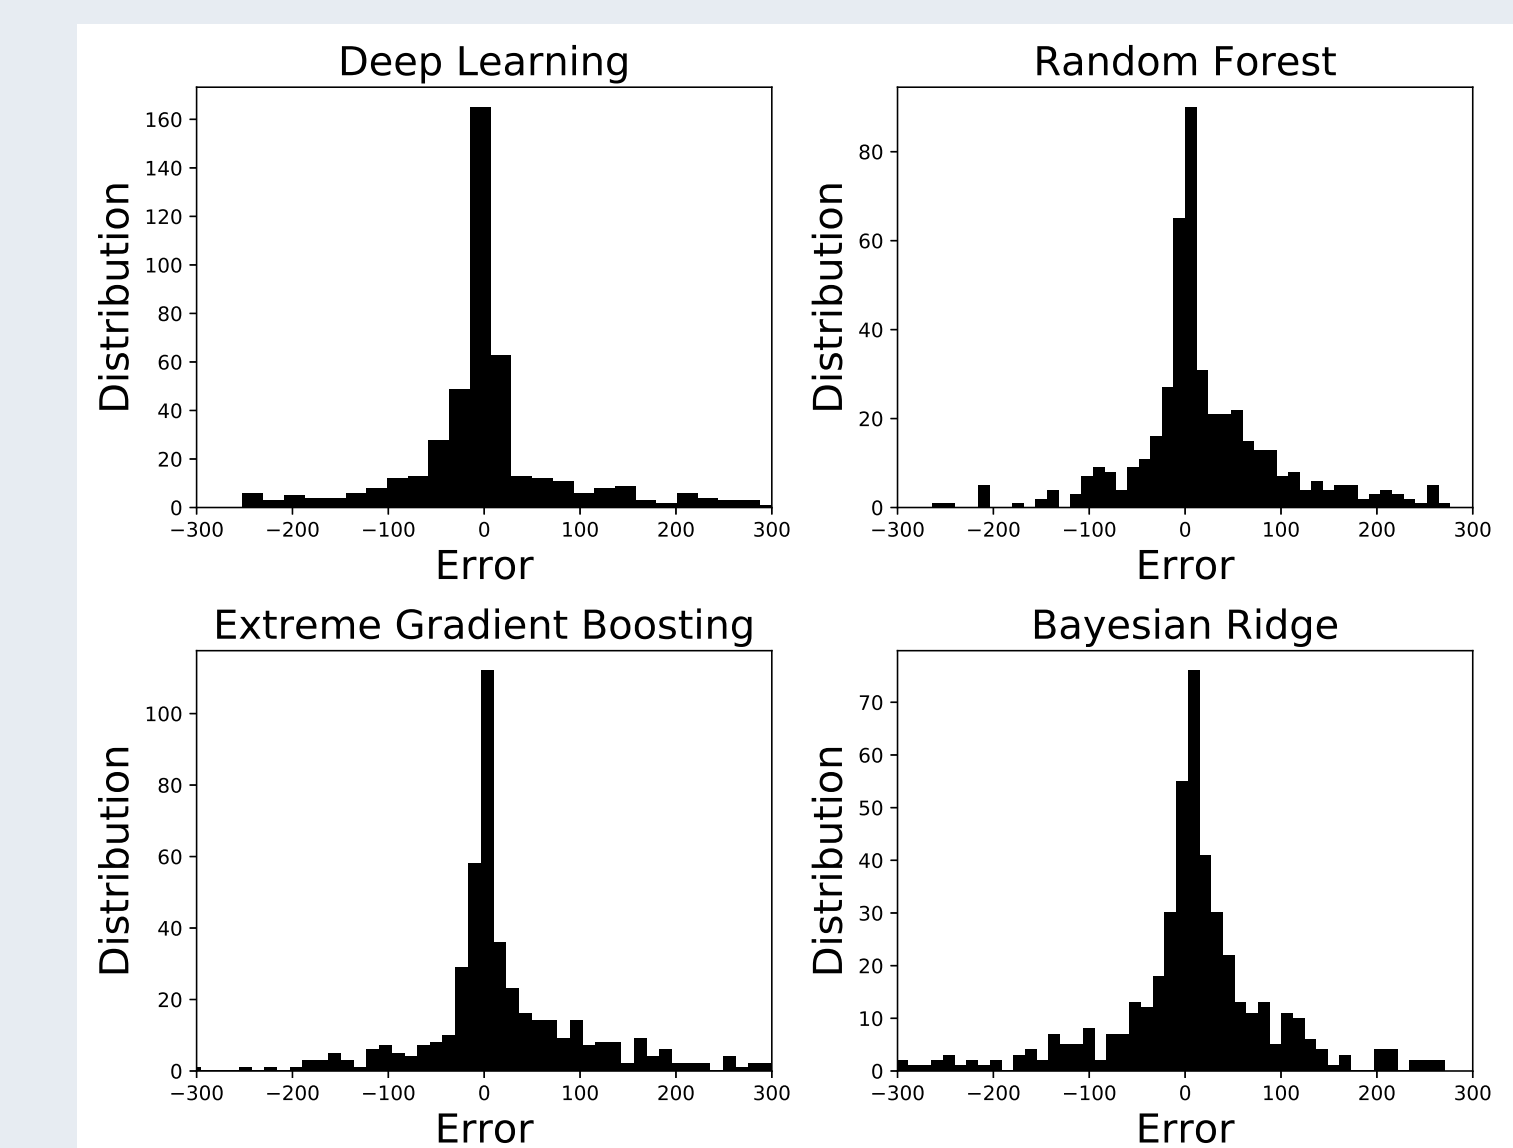 Deep Learning
160
140
120
100
80
60
40
20
0
Distribution
−300 −200 −100 0 100 200 300
Error
Random Forest
80
60
40
20
0
Distribution
−300 −200 −100 0 100 200 300
Error
Extreme Gradient Boosting
100
80
60
40
20
0
Distribution
−300 −200 −100 0 100 200 300
Error
Bayesian Ridge
70
60
50
40
30
20
10
0
Distribution
−300 −200 −100 0 100 200 300
Error